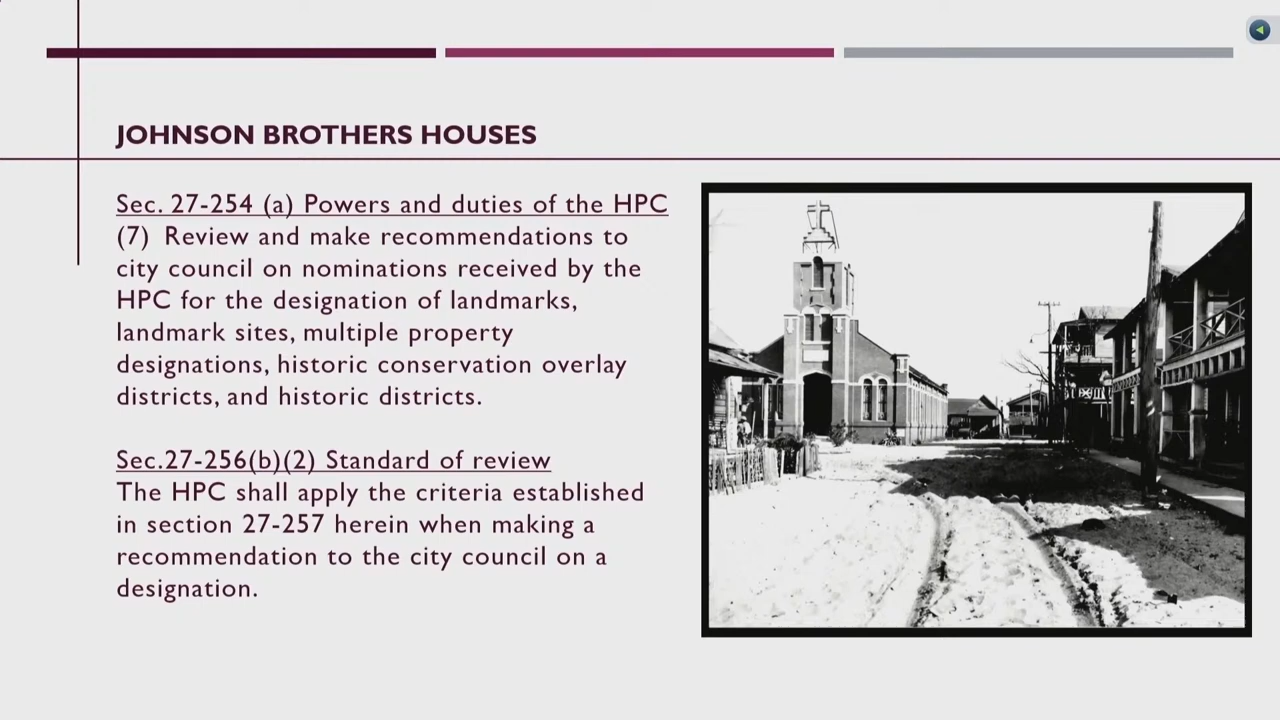 JOHNSON BROTHERS HOUSES
Sec. 27-254 (a) Powers and duties of the HPC
(7) Review and make recommendations to
city council on nominations received by the
HPC for the designation of landmarks,
landmark sites, multiple property
designations, historic conservation overlay
districts, and historic districts.
Sec.27-256(b)(2) Standard of review
The HPC shall apply the criteria established
in section 27-257 herein when making a
recommendation to the city council on a
designation.